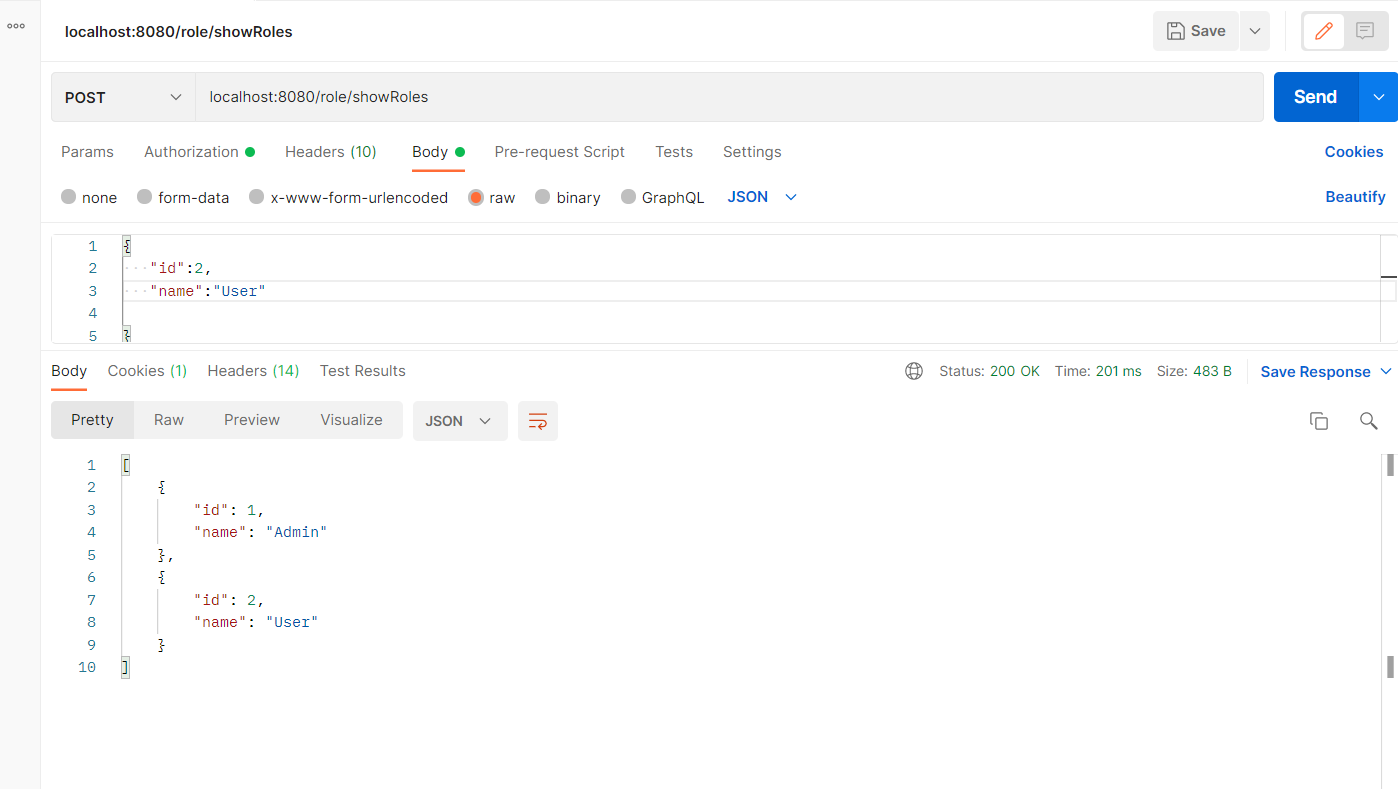 localhost:8080/role/showRoles Save
POST localhost:8080/role/showRoles Send
Params Authorization Headers (10) Body Pre-request Script Tests Settings Cookies
none form-data x-www-form-urlencoded raw binary GraphQL JSON Beautify
1 {
2 "id":2,
3 "name":"User"
4
5 }
Body Cookies (1) Headers (14) Test Results Status: 200 OK Time: 201 ms Size: 483 B Save Response
Pretty Raw Preview Visualize JSON
1 [
2 {
3 "id": 1,
4 "name": "Admin"
5 },
6 {
7 "id": 2,
8 "name": "User"
9 }
10 ]